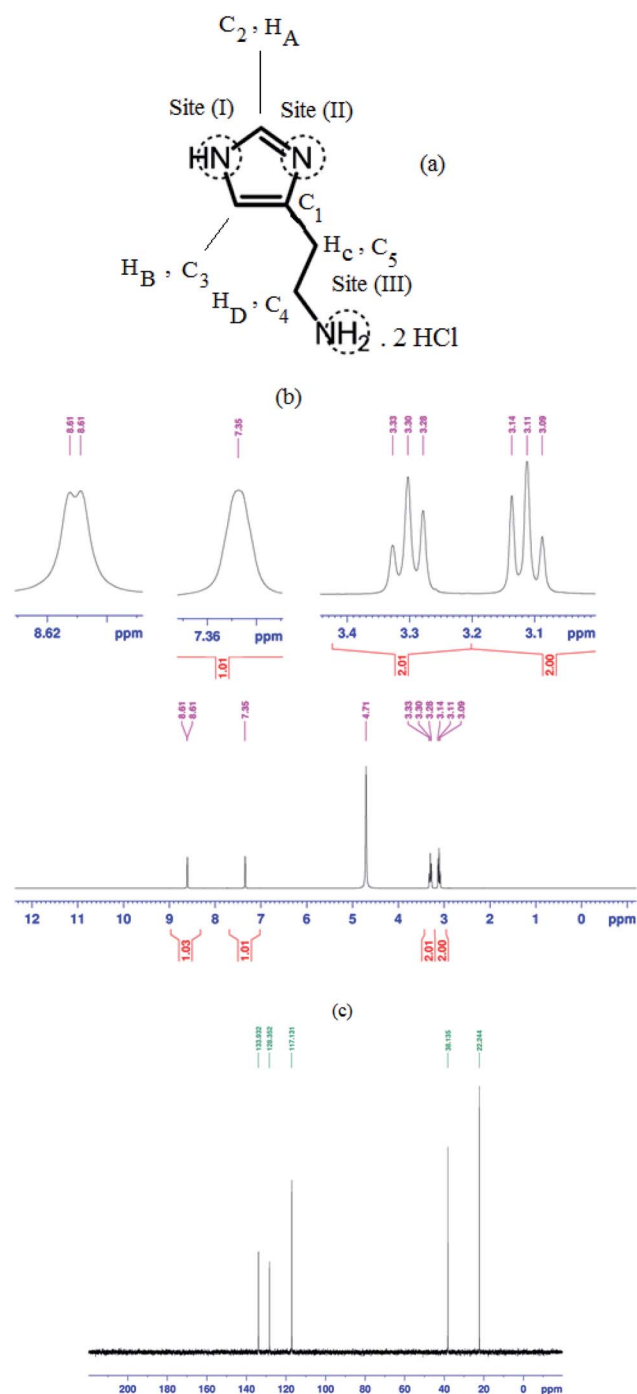 C2 , HA
Site (I) Site (II)
HN N
(a)
C1
HB , C3
Hc, C5
Site (III)
HD, C4
NH2 . 2 HCl
(b)
8.61 8.61 7.35 3.33 3.30 3.28 3.14 3.11 3.09
8.62 ppm 7.36 ppm 3.4 3.3 3.2 3.1 ppm
1.01 2.01 2.00
8.61 8.61 7.35 4.71 3.33 3.30 3.28 3.14 3.11 3.09
12 11 10 9 8 7 6 5 4 3 2 1 0 ppm
1.03 1.01 2.01 2.00
(c)
133.932 128.352 117.131 38.135 22.244
200 180 160 140 120 100 80 60 40 20 0 ppm